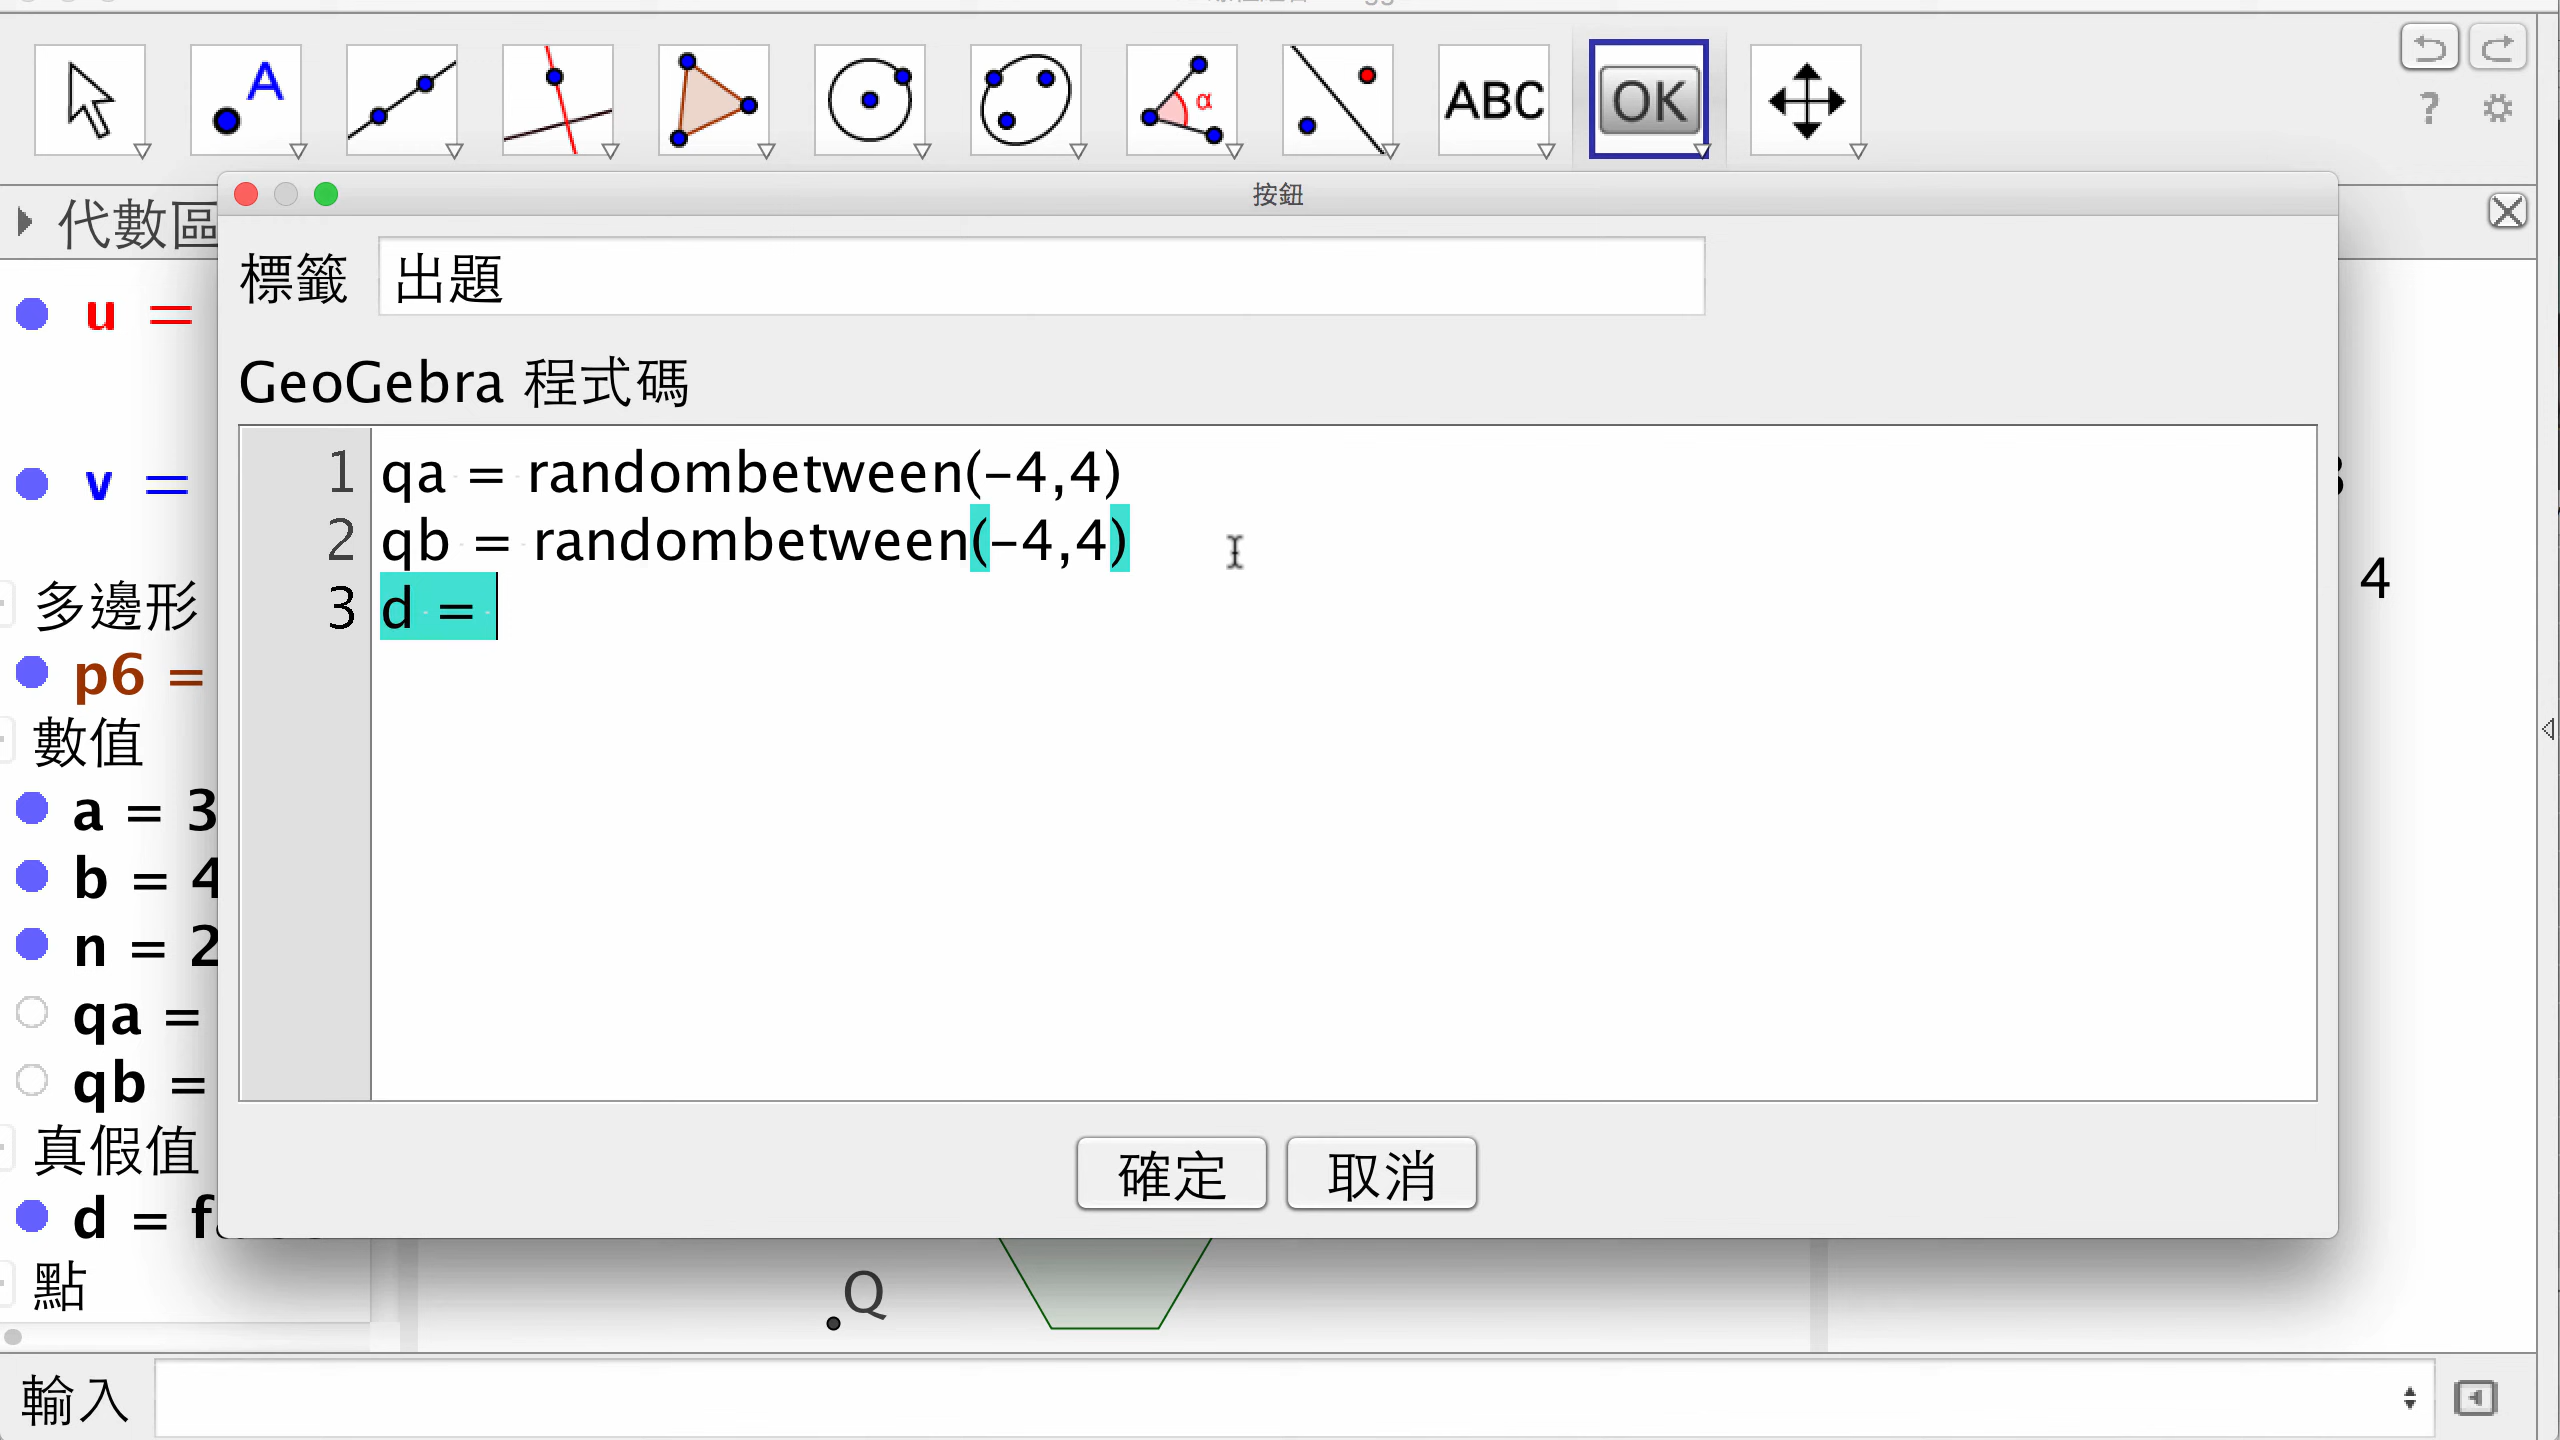 A
α
ABC
OK
?
按鈕
代數區
標籤 出題
GeoGebra 程式碼
1 qa = randombetween(-4,4)
2 qb = randombetween(-4,4)
3 d =
u =
v =
多邊形
p6 =
數值
a = 3
b = 4
n = 2
qa =
qb =
真假值
d =
點
4
確定 取消
Q
輸入